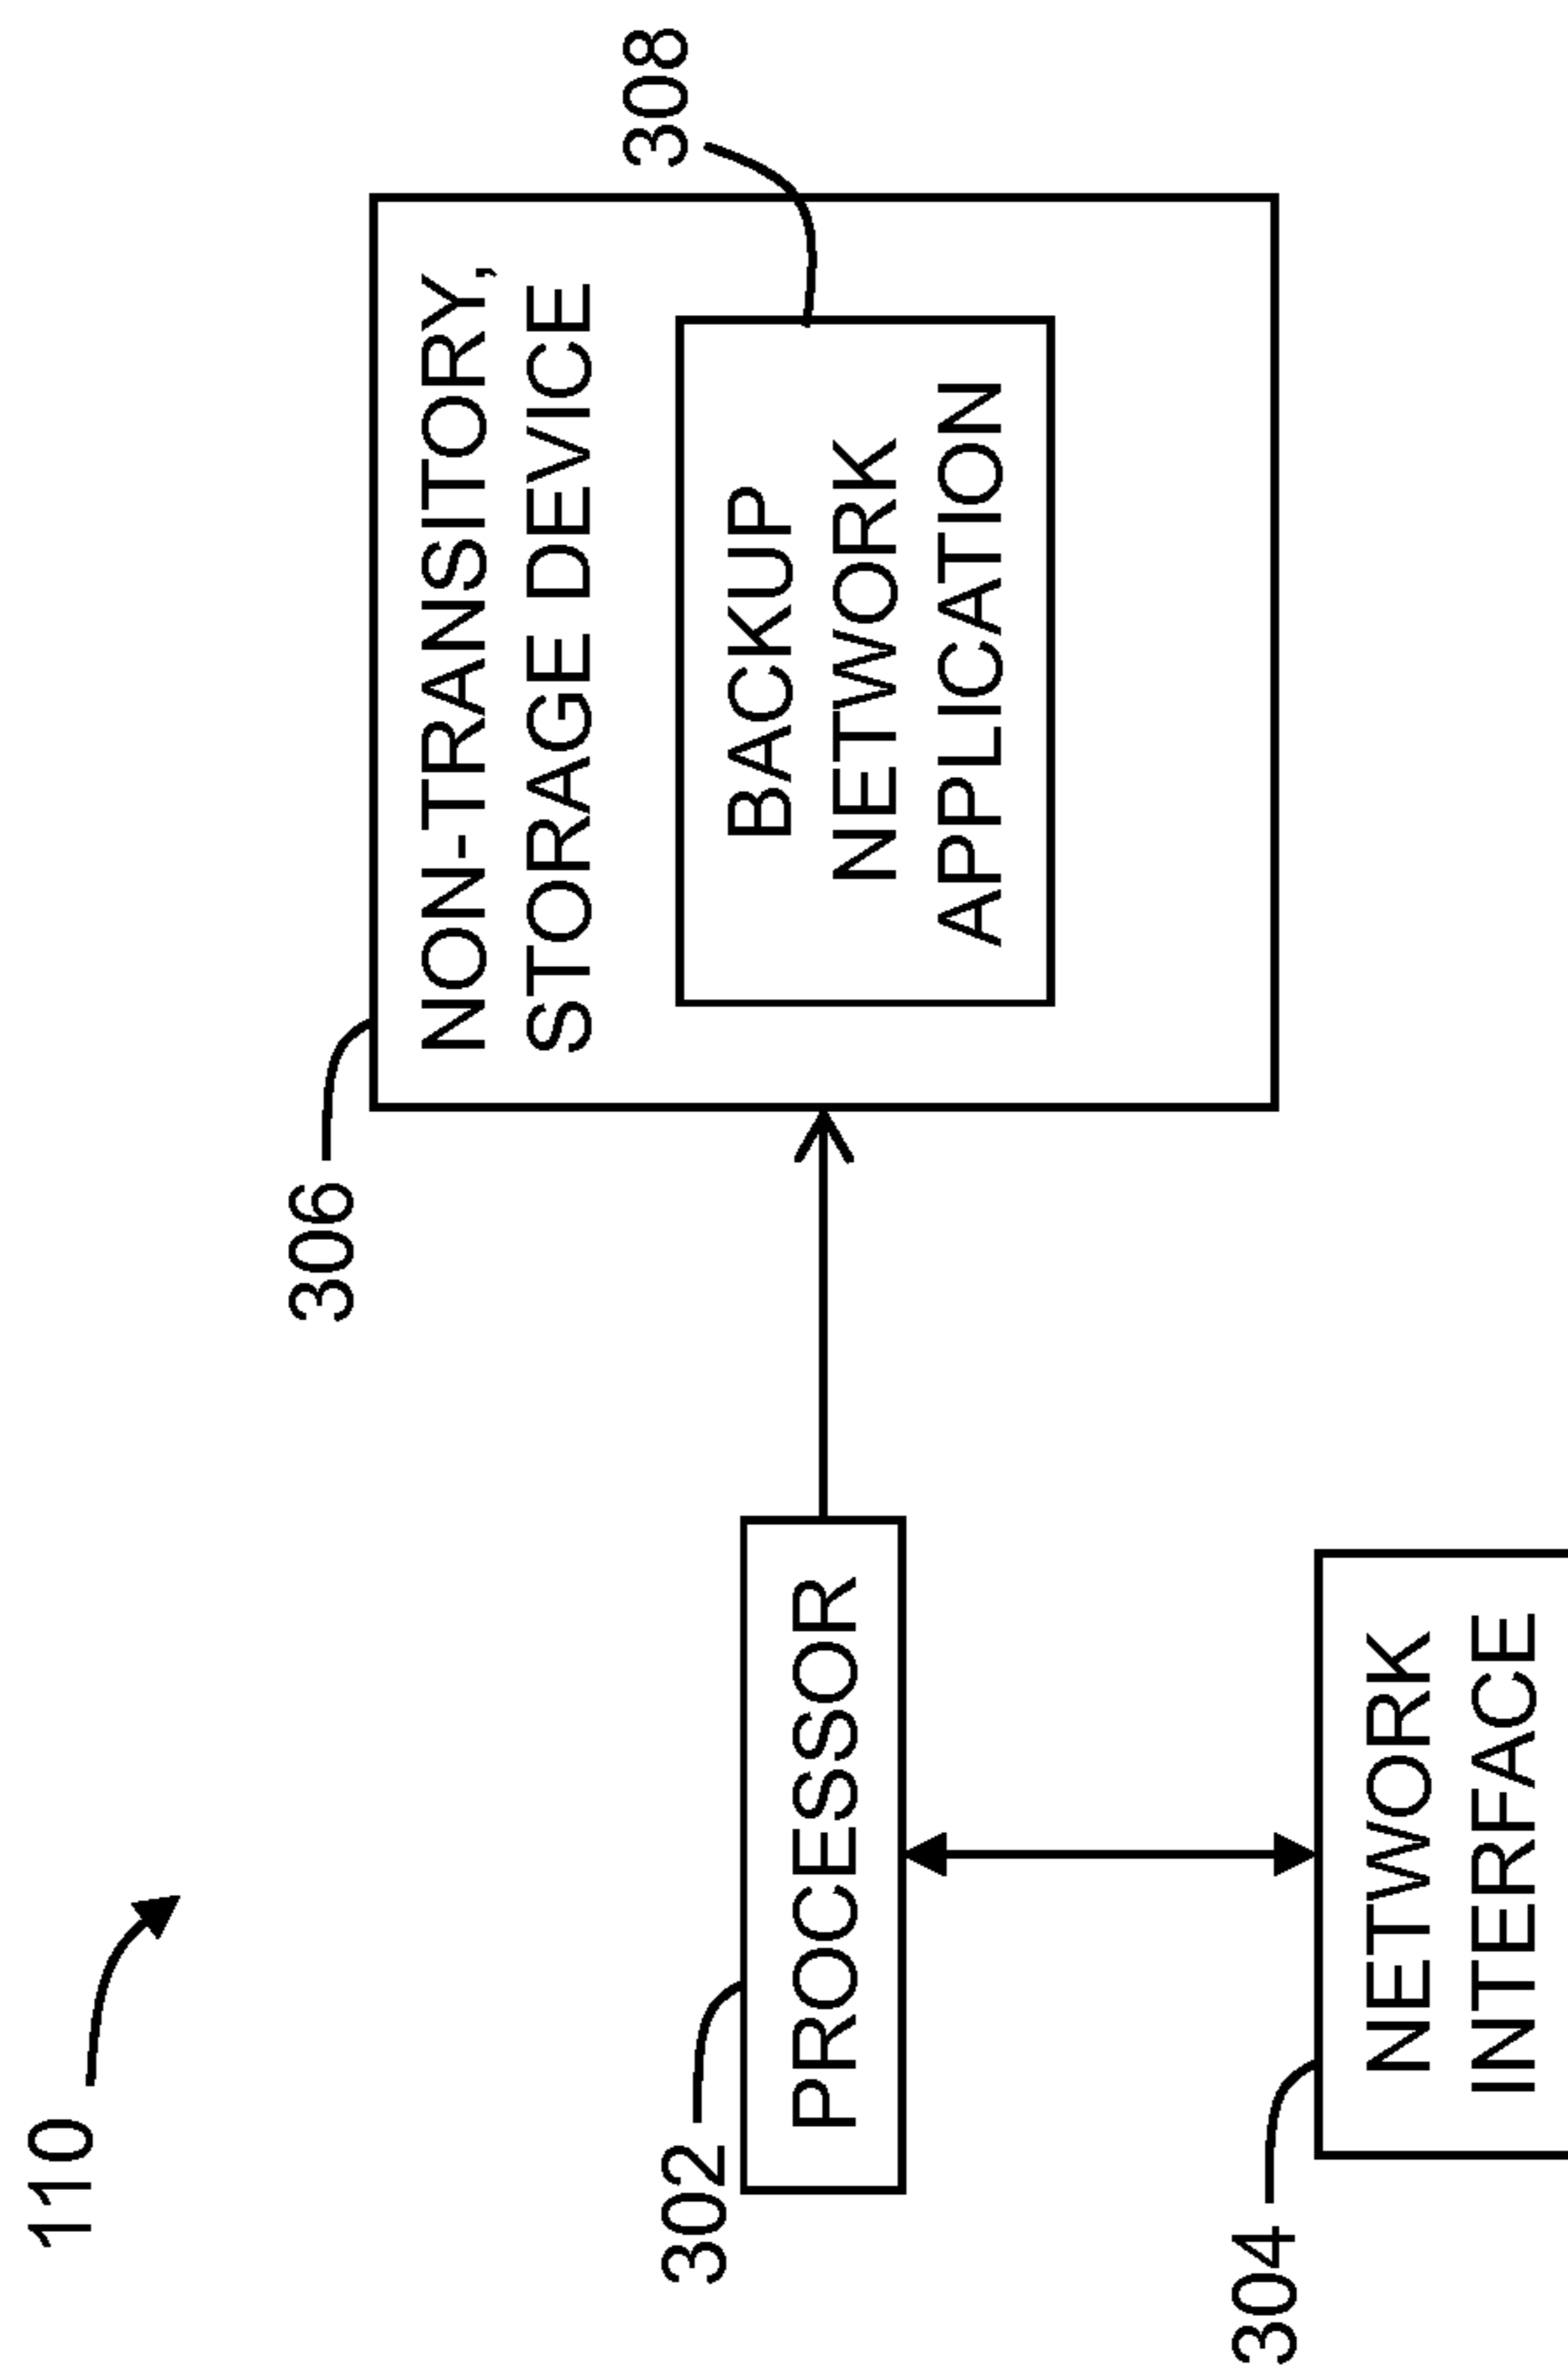 110
306
NON-TRANSITORY,
STORAGE DEVICE
308
BACKUP
NETWORK
APPLICATION
302
PROCESSOR
304
NETWORK
INTERFACE